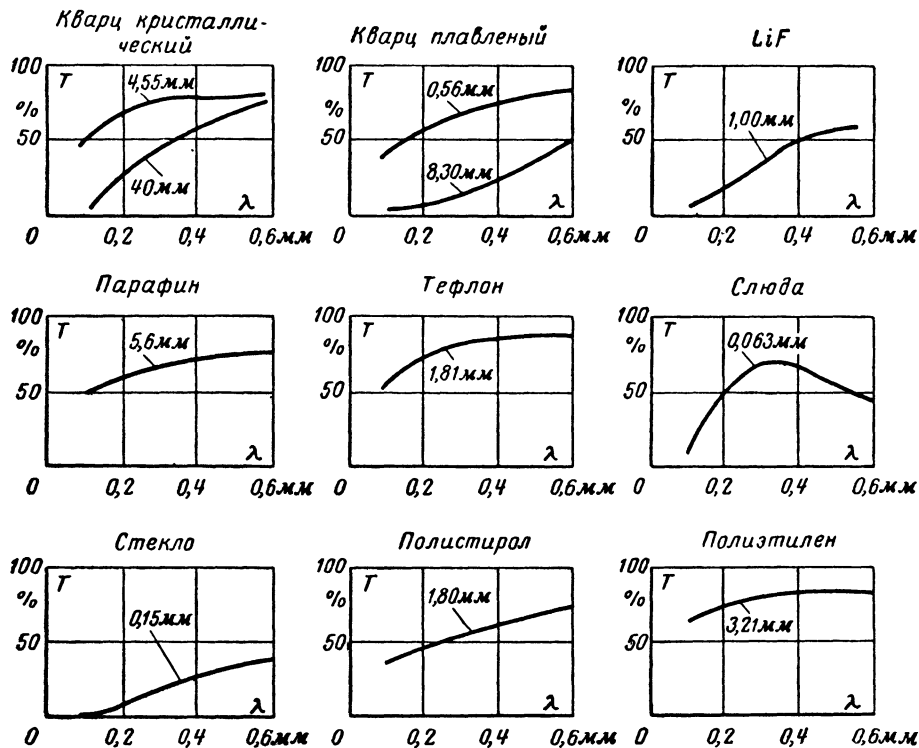 Кварц кристалли-
ческий
100
T
%
50
4,55мм
40мм
λ
0 0,2 0,4 0,6мм
Кварц плавленый
100
T
%
50
0,56мм
8,30мм
λ
0 0,2 0,4 0,6мм
LiF
100
T
%
50
1,00мм
λ
0 0,2 0,4 0,6мм
Парафин
100
T
%
50
5,6мм
λ
0 0,2 0,4 0,6мм
Тефлон
100
T
%
50
1,81мм
λ
0 0,2 0,4 0,6мм
Слюда
100
T
%
50
0,063мм
λ
0 0,2 0,4 0,6мм
Стекло
100
T
%
50
0,15мм
λ
0 0,2 0,4 0,6мм
Полистирол
100
T
%
50
1,80мм
λ
0 0,2 0,4 0,6мм
Полиэтилен
100
T
%
50
3,21мм
λ
0 0,2 0,4 0,6мм